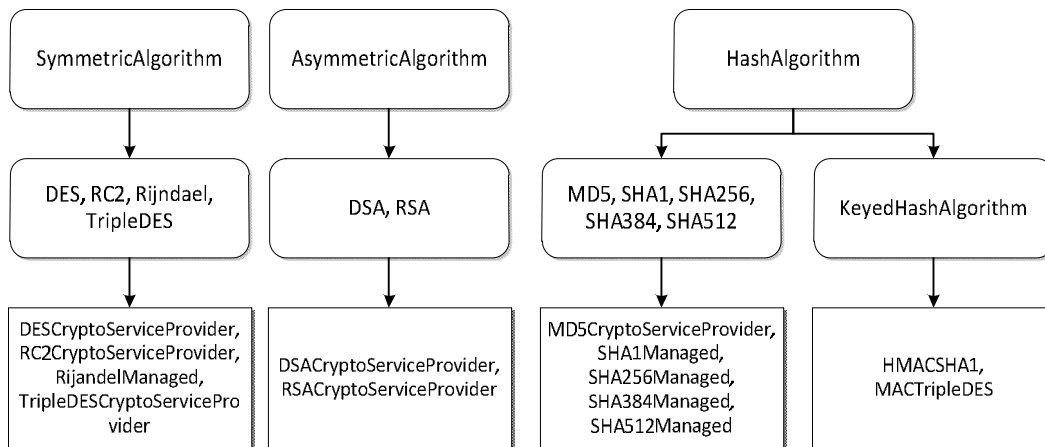 SymmetricAlgorithm
AsymmetricAlgorithm
HashAlgorithm
DES, RC2, Rijndael,
TripleDES
DSA, RSA
MD5, SHA1, SHA256,
SHA384, SHA512
KeyedHashAlgorithm
DESCryptoServiceProvider,
RC2CryptoServiceProvider,
RijandelManaged,
TripleDESCryptoServicePro
vider
DSACryptoServiceProvider,
RSACryptoServiceProvider
MD5CryptoServiceProvider,
SHA1Managed,
SHA256Managed,
SHA384Managed,
SHA512Managed
HMACSHA1,
MACTripleDES